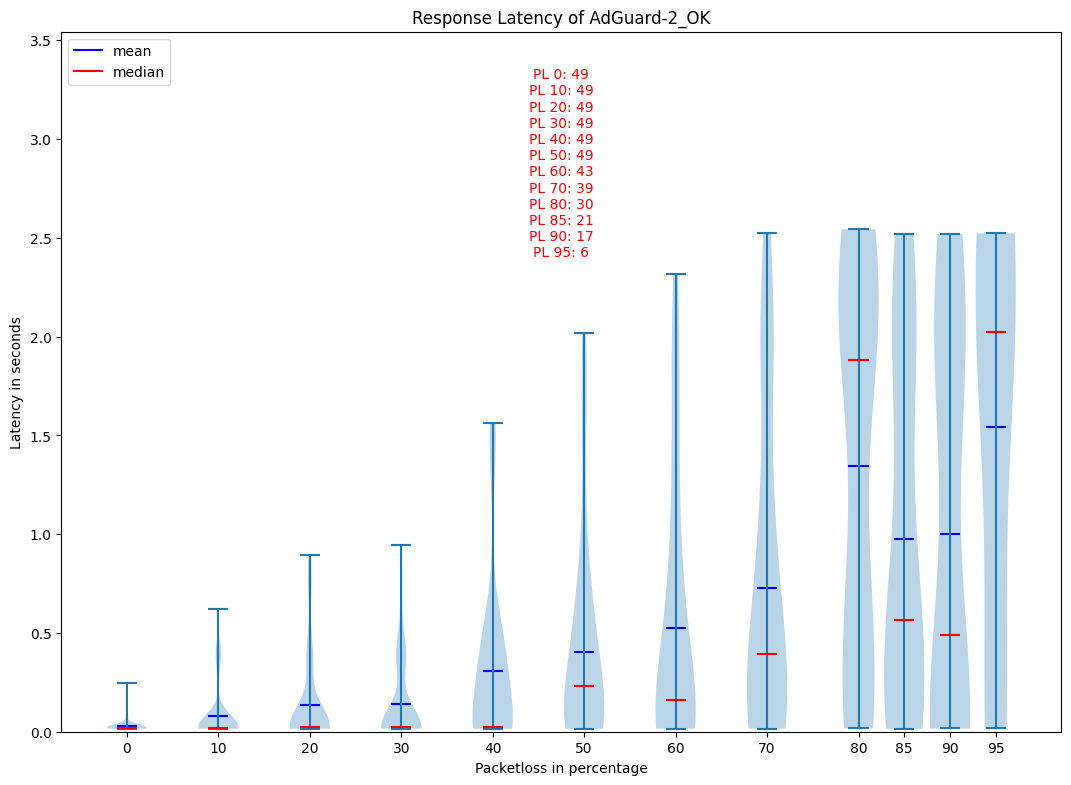 Response Latency of AdGuard-2_OK
mean
median
PL 0: 49
PL 10: 49
PL 20: 49
PL 30: 49
PL 40: 49
PL 50: 49
PL 60: 43
PL 70: 39
PL 80: 30
PL 85: 21
PL 90: 17
PL 95: 6
Latency in seconds
3.5
3.0
2.5
2.0
1.5
1.0
0.5
0.0
0 10 20 30 40 50 60 70 80 85 90 95
Packetloss in percentage